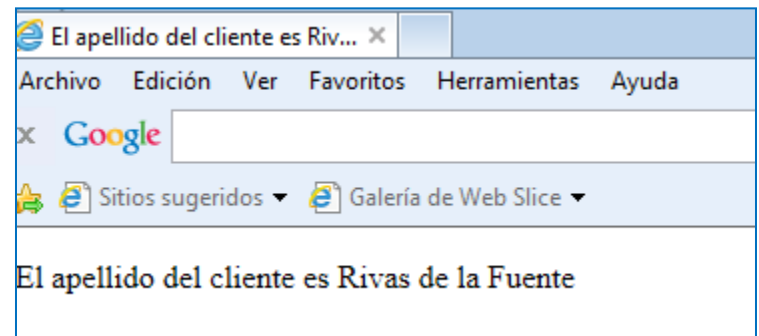 El apellido del cliente es Riv... ×
Archivo Edición Ver Favoritos Herramientas Ayuda
x Google
Sitios sugeridos Galería de Web Slice
El apellido del cliente es Rivas de la Fuente